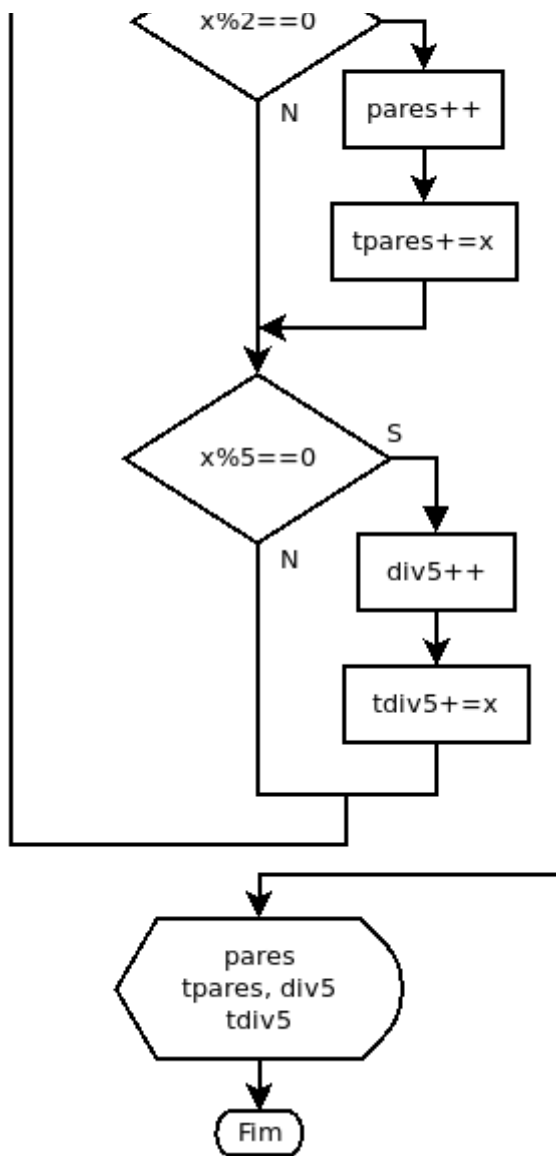 x%2==0
N
pares++
tpares+=x
x%5==0
S
N
div5++
tdiv5+=x
pares
tpares, div5
tdiv5
Fim